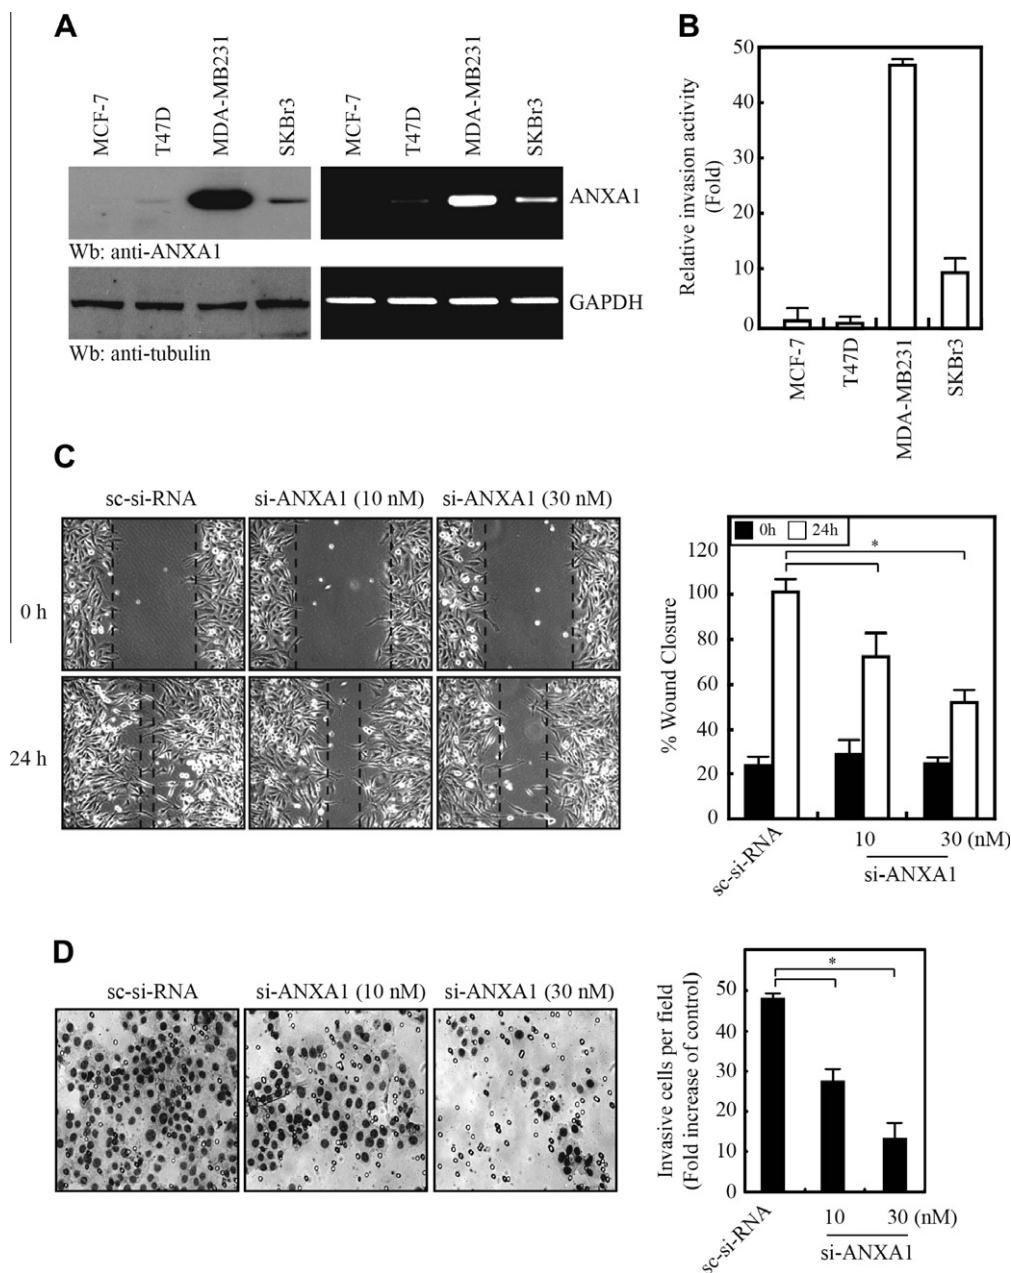 A
MCF-7
T47D
MDA-MB231
SKBr3
MCF-7
T47D
MDA-MB231
SKBr3
ANXA1
Wb: anti-ANXA1
GAPDH
Wb: anti-tubulin
B
Relative invasion activity
(Fold)
50
40
30
20
10
0
MCF-7
T47D
MDA-MB231
SKBr3
C
sc-si-RNA
si-ANXA1 (10 nM)
si-ANXA1 (30 nM)
0 h
24 h
0h
24h
*
% Wound Closure
120
100
80
60
40
20
0
sc-si-RNA
10
30 (nM)
si-ANXA1
D
sc-si-RNA
si-ANXA1 (10 nM)
si-ANXA1 (30 nM)
*
Invasive cells per field
(Fold increase of control)
50
40
30
20
10
0
sc-si-RNA
10
30 (nM)
si-ANXA1